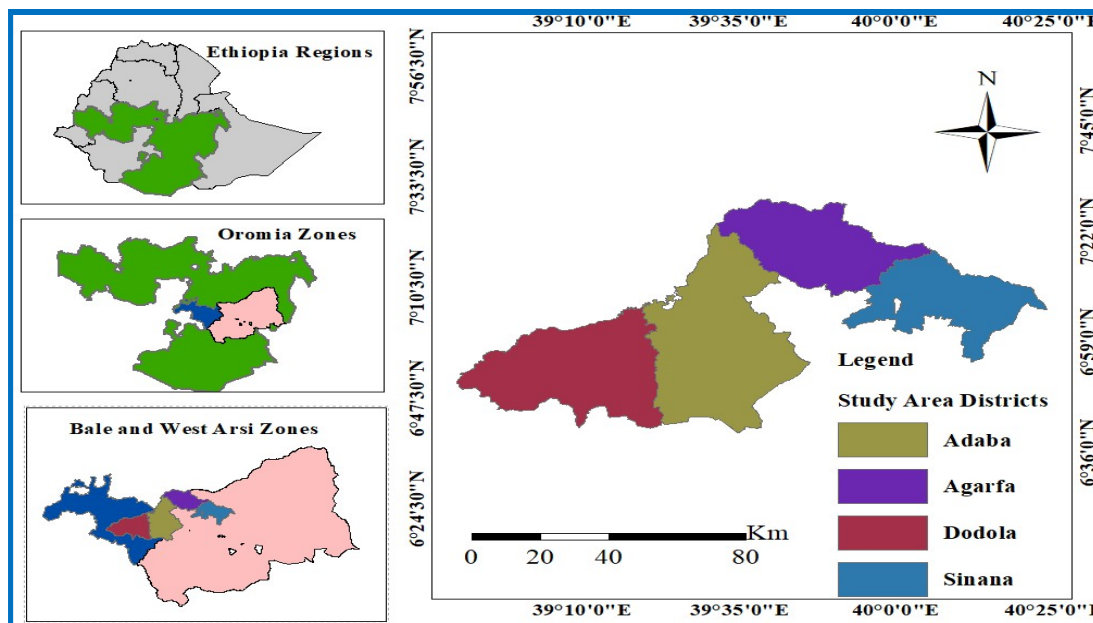 39°10'0"E 39°35'0"E 40°0'0"E 40°25'0"E
Ethiopia Regions
Oromia Zones
Bale and West Arsi Zones
7°56'30"N
7°33'30"N
7°10'30"N
6°47'30"N
6°24'30"N
N
7°45'0"N
7°22'0"N
6°59'0"N
6°36'0"N
Legend
Study Area Districts
Adaba
Agarfa
Dodola
Sinana
Km
0 20 40 80
39°10'0"E 39°35'0"E 40°0'0"E 40°25'0"E